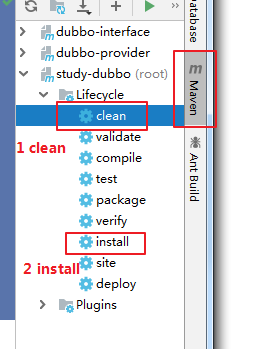 dubbo-interface
dubbo-provider
study-dubbo (root)
Lifecycle
clean
1 clean
validate
compile
test
package
verify
install
2 install
site
deploy
Plugins
Database
m Maven
Ant Build